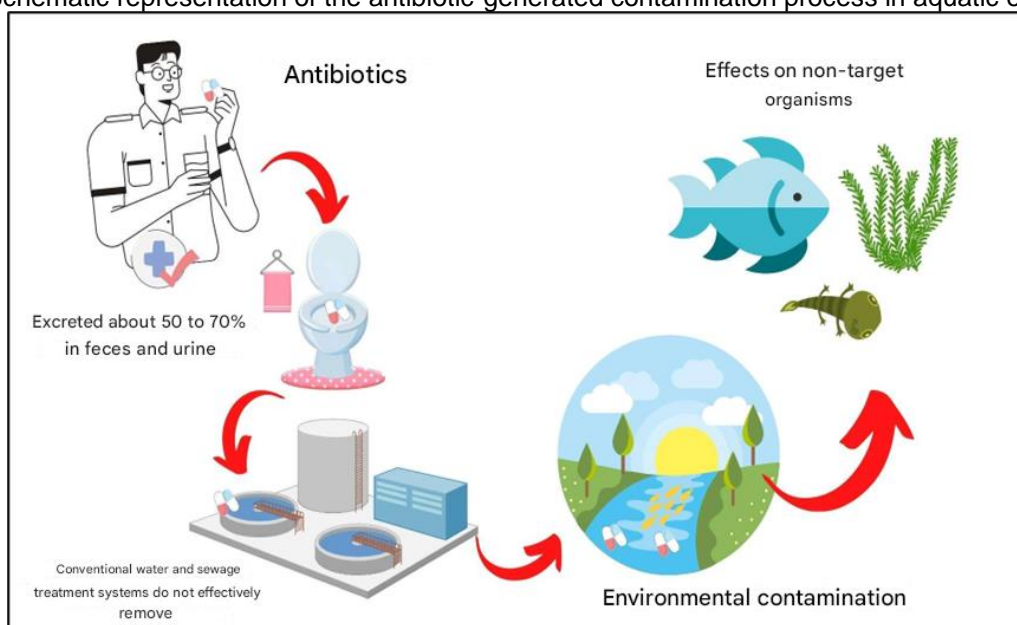 schematic representation of the antibiotic-generated contamination process in aquatic
Antibiotics
Effects on non-target
organisms
Excreted about 50 to 70%
in feces and urine
Conventional water and sewage
treatment systems do not effectively
remove
Environmental contamination